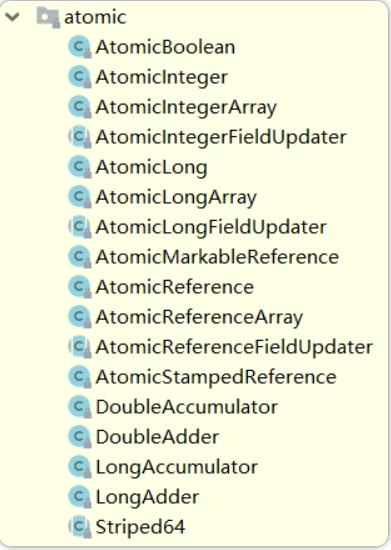 atomic
AtomicBoolean
AtomicInteger
AtomicIntegerArray
AtomicIntegerFieldUpdater
AtomicLong
AtomicLongArray
AtomicLongFieldUpdater
AtomicMarkableReference
AtomicReference
AtomicReferenceArray
AtomicReferenceFieldUpdater
AtomicStampedReference
DoubleAccumulator
DoubleAdder
LongAccumulator
LongAdder
Striped64